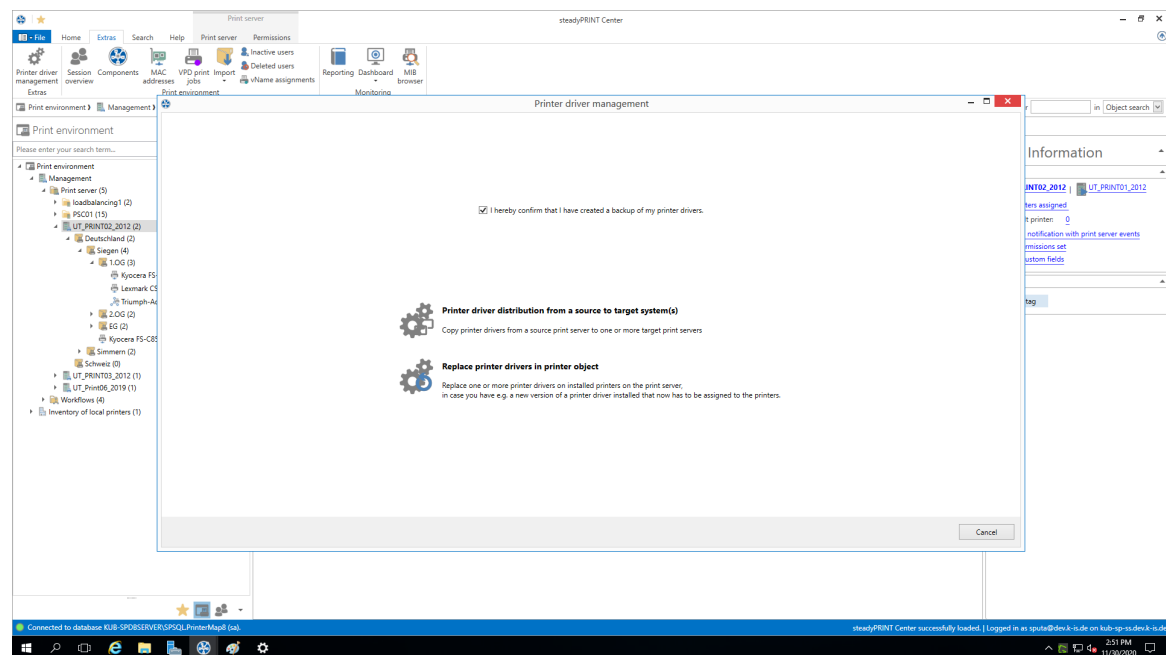 Print server
steadyPRINT Center
File Home Extras Search Help Print server Permissions
Printer driver management
Session overview
Components
MAC addresses
VPD print jobs
Import
Inactive users
Deleted users
vName assignments
Reporting
Dashboard
MIB browser
Extras
Print environment
Monitoring
Print environment
Management
Printer driver management
in Object search
Print environment
Please enter your search term...
Print environment
Management
Print server (5)
loadbalancing1 (2)
PSC01 (15)
UT_PRINT02_2012 (2)
Deutschland (2)
Siegen (4)
1.OG (3)
Kyocera FS-
Lexmark CS
Triumph-Ad
2.OG (2)
EG (2)
Kyocera FS-C85
Simmern (2)
Schweiz (0)
UT_PRINT03_2012 (1)
UT_Print06_2019 (1)
Workflows (4)
Inventory of local printers (1)
I hereby confirm that I have created a backup of my printer drivers.
Printer driver distribution from a source to target system(s)
Copy printer drivers from a source print server to one or more target print servers
Replace printer drivers in printer object
Replace one or more printer drivers on installed printers on the print server,
in case you have e.g. a new version of a printer driver installed that now has to be assigned to the printers.
Cancel
Information
INT02_2012 | UT_PRINT01_2012
ters assigned
lt printer: 0
notification with print server events
rmissions set
ustom fields
tag
Connected to database KUB-SPDBSERVER\SPSQL.PrinterMap8 (sa).
steadyPRINT Center successfully loaded. | Logged in as sputa@dev.k-is.de on kub-sp-ss.dev.k-is.de
2:51 PM
11/30/2020